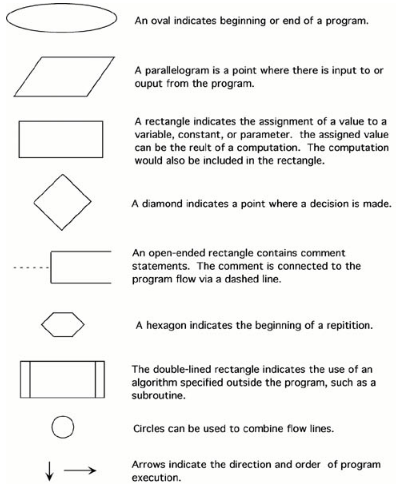 An oval indicates beginning or end of a program.
A parallelogram is a point where there is input to or
ouput from the program.
A rectangle indicates the assignment of a value to a
variable, constant, or parameter. the assigned value
can be the reult of a computation. The computation
would also be included in the rectangle.
A diamond indicates a point where a decision is made.
An open-ended rectangle contains comment
statements. The comment is connected to the
program flow via a dashed line.
A hexagon indicates the beginning of a repitition.
The double-lined rectangle indicates the use of an
algorithm specified outside the program, such as a
subroutine.
Circles can be used to combine flow lines.
Arrows indicate the direction and order of program
execution.